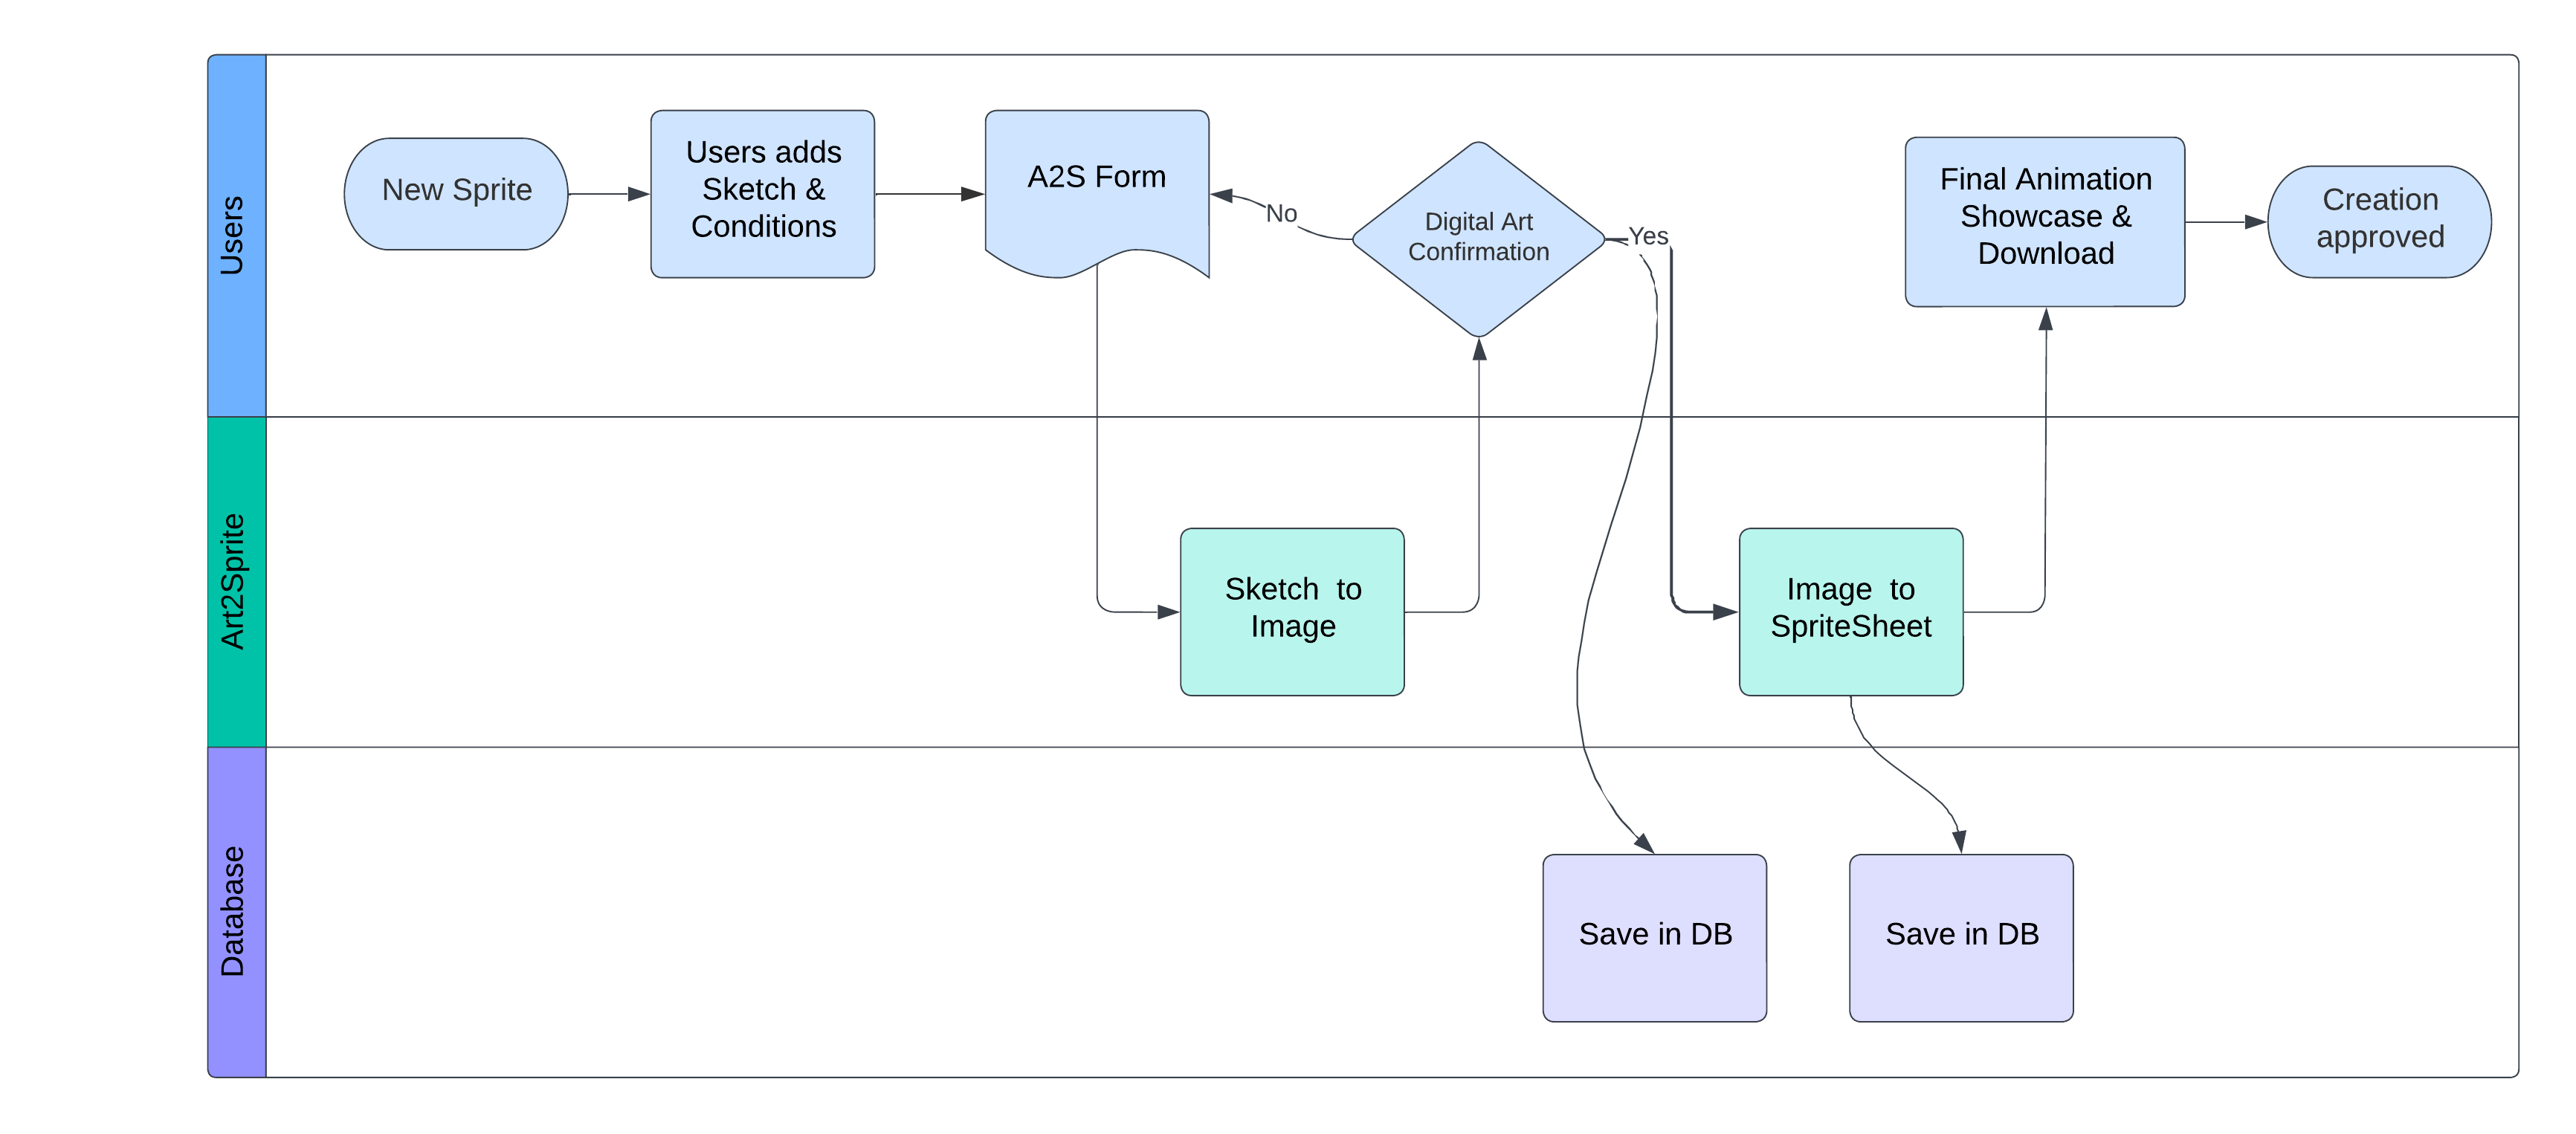 Users
New Sprite
Users adds
Sketch &
Conditions
A2S Form
No
Digital Art
Confirmation
Yes
Final Animation
Showcase &
Download
Creation
approved
Art2Sprite
Sketch to
Image
Image to
SpriteSheet
Database
Save in DB
Save in DB